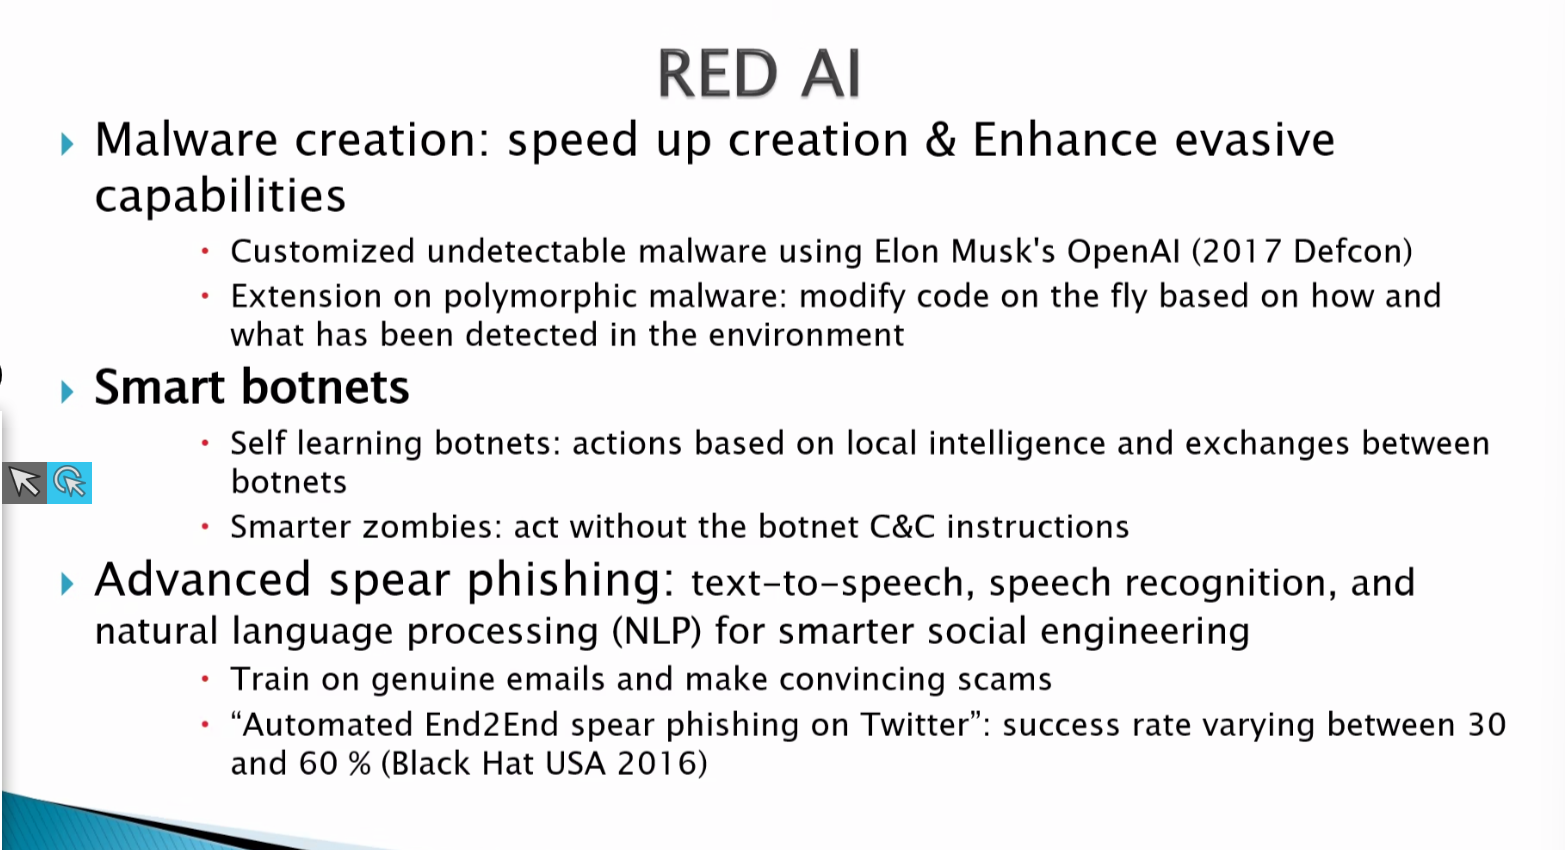 RED AI
Malware creation: speed up creation & Enhance evasive
capabilities
Customized undetectable malware using Elon Musk's OpenAI (2017 Defcon)
Extension on polymorphic malware: modify code on the fly based on how and
what has been detected in the environment
Smart botnets
Self learning botnets: actions based on local intelligence and exchanges between
botnets
Smarter zombies: act without the botnet C&C instructions
Advanced spear phishing: text-to-speech, speech recognition, and
natural language processing (NLP) for smarter social engineering
Train on genuine emails and make convincing scams
“Automated End2End spear phishing on Twitter”: success rate varying between 30
and 60 % (Black Hat USA 2016)